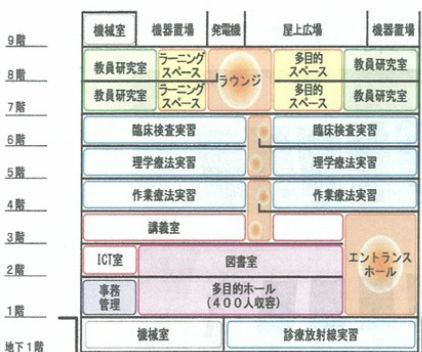 機械室 機器置場 発電機 屋上広場 機器置場
9階
教員研究室 ラーニング スペース ラウンジ 多目的 スペース 教員研究室
8階
教員研究室 ラーニング スペース 多目的 スペース 教員研究室
7階
臨床検査実習 臨床検査実習
6階
理学療法実習 理学療法実習
5階
作業療法実習 作業療法実習
4階
講義室
3階
ICT室 図書室 エントランス ホール
2階
事務 管理 多目的ホール (400人収容)
1階
機械室 診療放射線実習
地下1階